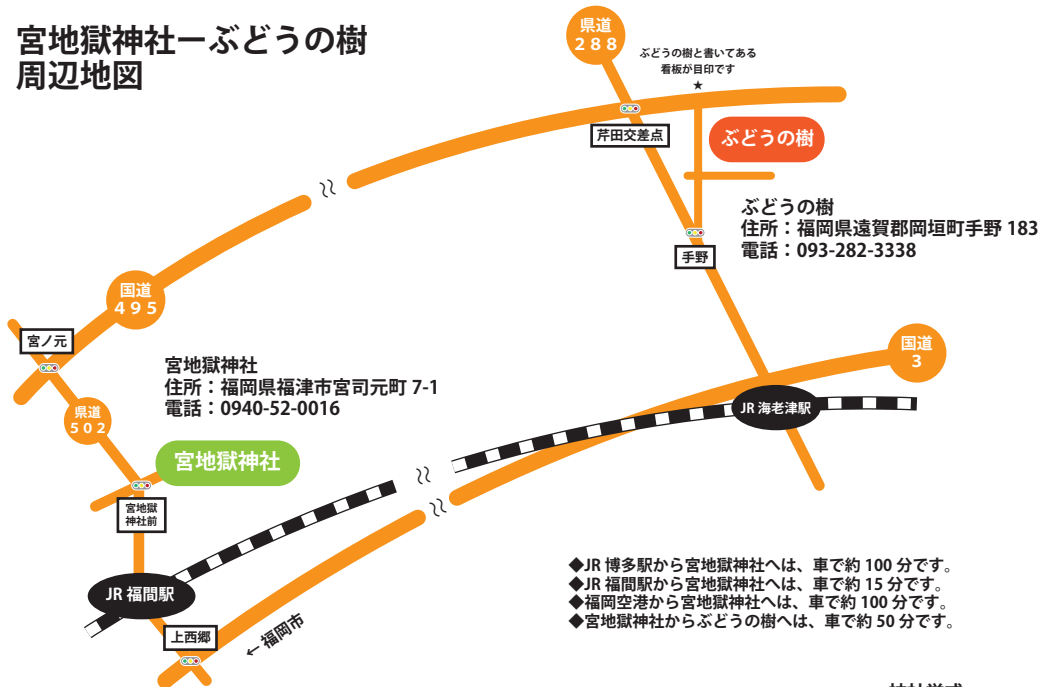 宮地獄神社ーぶどうの樹
周辺地図
県道
288
ぶどうの樹と書いてある
看板が目印です
★
芹田交差点
ぶどうの樹
ぶどうの樹
住所：福岡県遠賀郡岡垣町手野 183
電話：093-282-3338
手野
国道
495
宮ノ元
国道
3
宮地獄神社
住所：福岡県福津市宮司元町 7-1
電話：0940-52-0016
県道
502
JR 海老津駅
宮地獄神社
宮地獄
神社前
JR 福間駅
上西郷
←福岡市
◆JR 博多駅から宮地獄神社へは、車で約 100 分です。
◆JR 福間駅から宮地獄神社へは、車で約 15 分です。
◆福岡空港から宮地獄神社へは、車で約 100 分です。
◆宮地獄神社からぶどうの樹へは、車で約 50 分です。